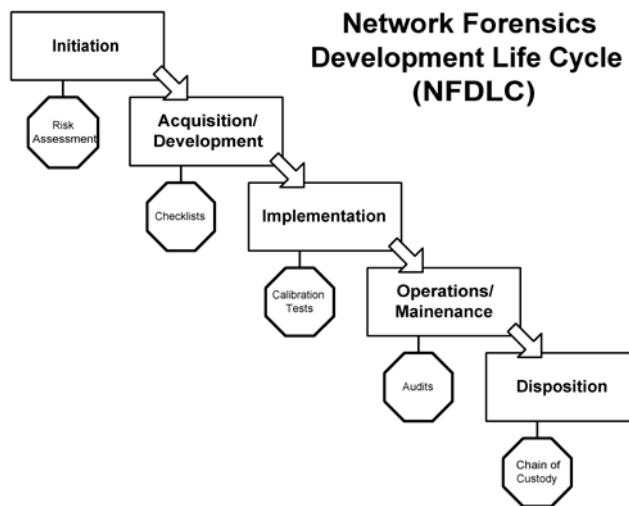 Network Forensics
Development Life Cycle
(NFDLC)
Initiation
Risk
Assessment
Acquisition/
Development
Checklists
Implementation
Calibration
Tests
Operations/
Mainenance
Audits
Disposition
Chain of
Custody